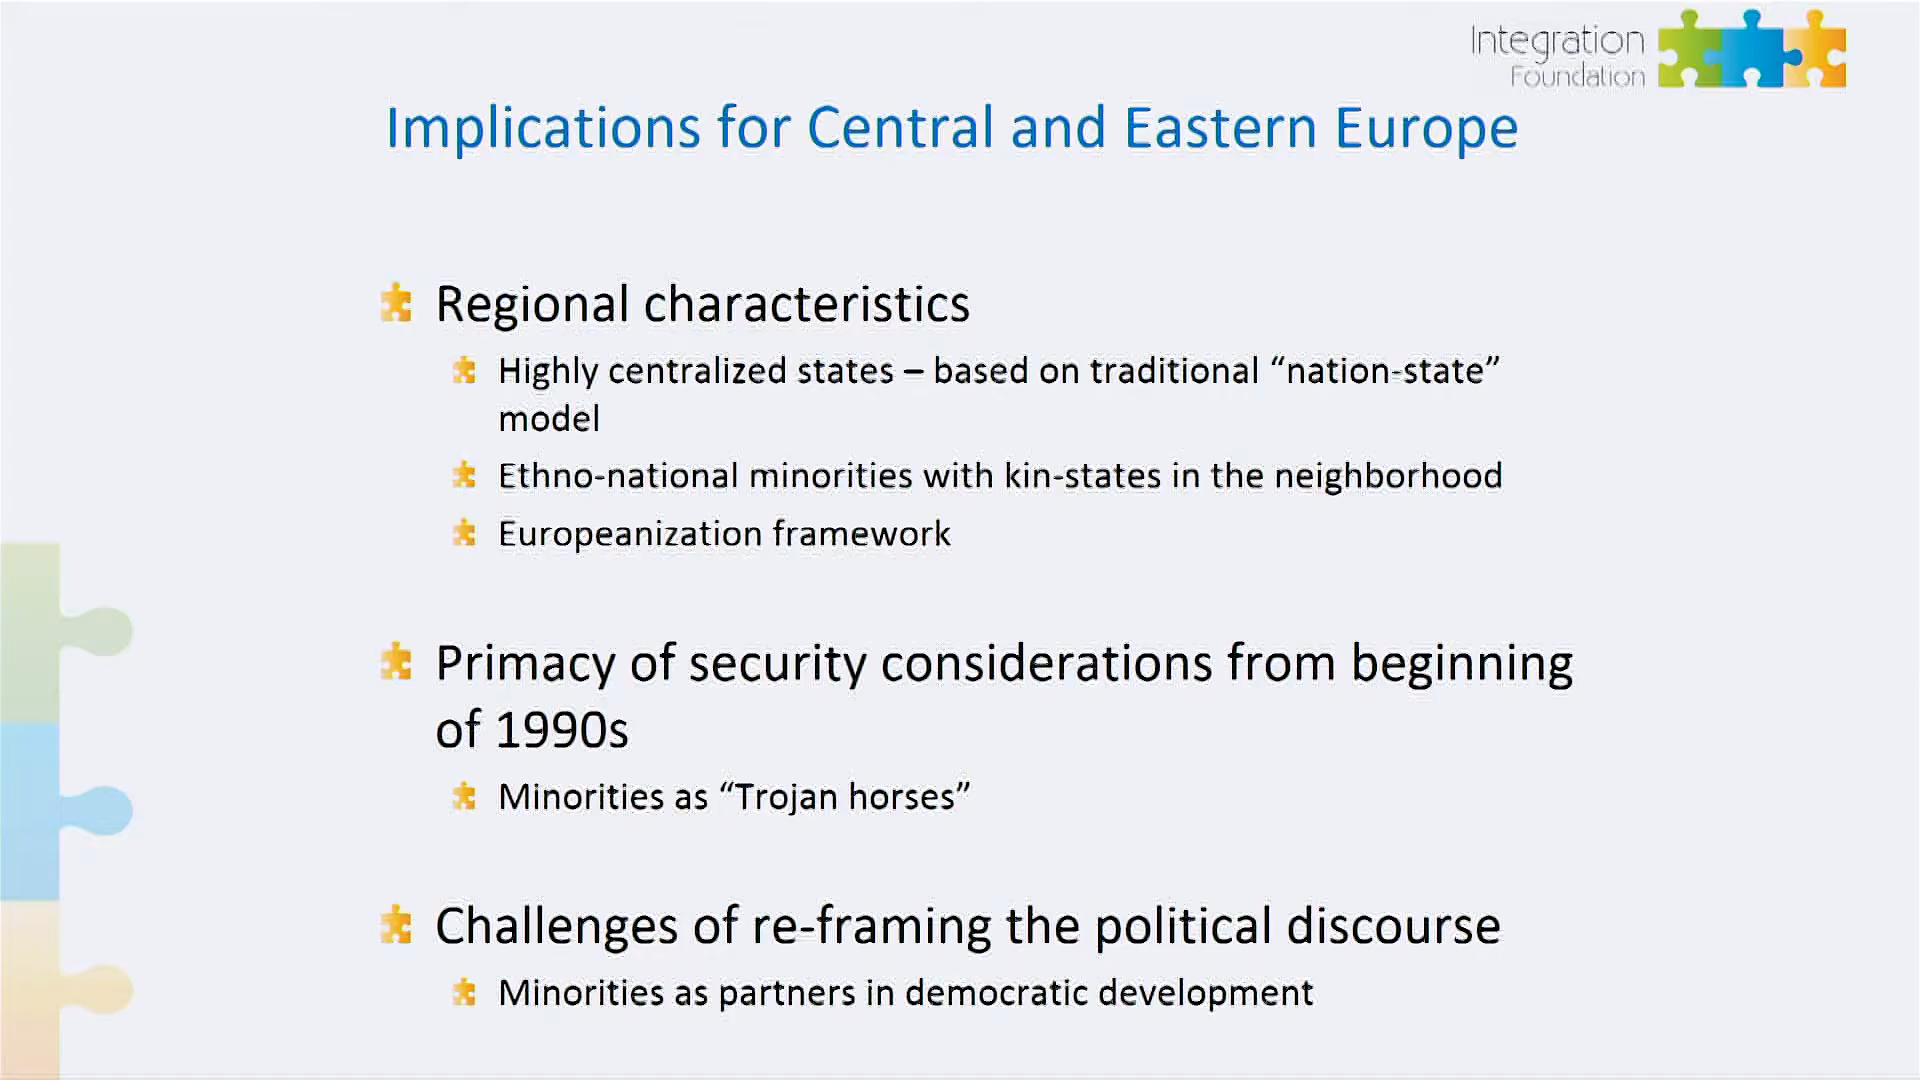 Integration
Foundation
Implications for Central and Eastern Europe
Regional characteristics
Highly centralized states – based on traditional “nation-state”
model
Ethno-national minorities with kin-states in the neighborhood
Europeanization framework
Primacy of security considerations from beginning
of 1990s
Minorities as “Trojan horses”
Challenges of re-framing the political discourse
Minorities as partners in democratic development